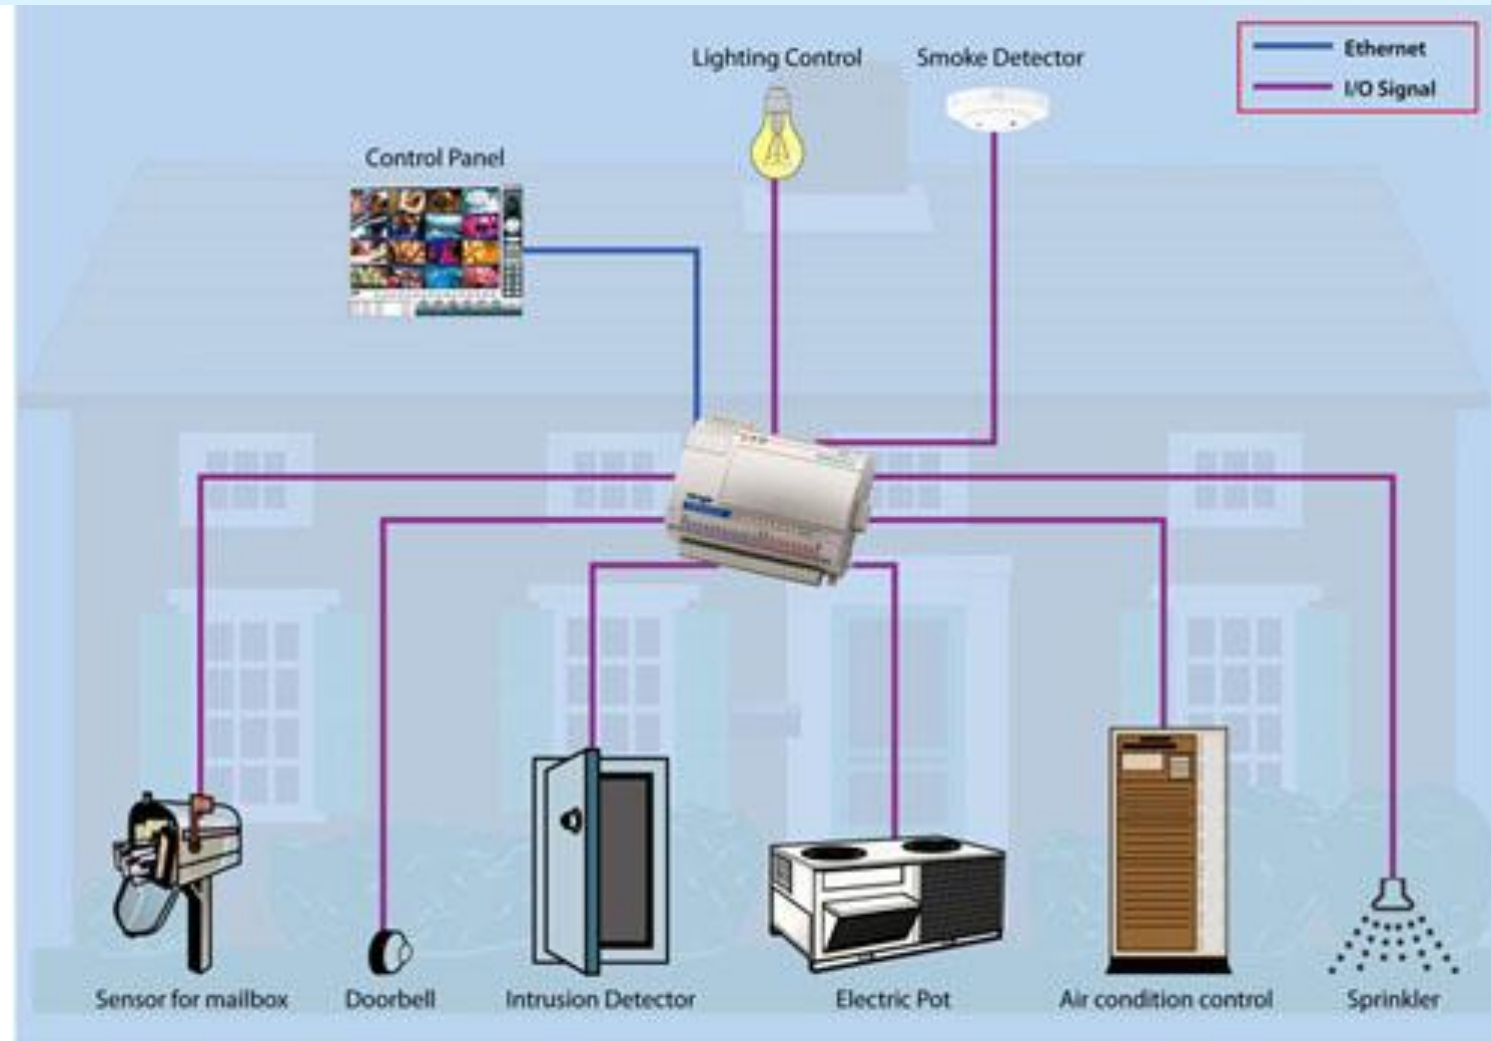 Lighting Control
Smoke Detector
Ethernet
I/O Signal
Control Panel
Sensor for mailbox
Doorbell
Intrusion Detector
Electric Pot
Air condition control
Sprinkler